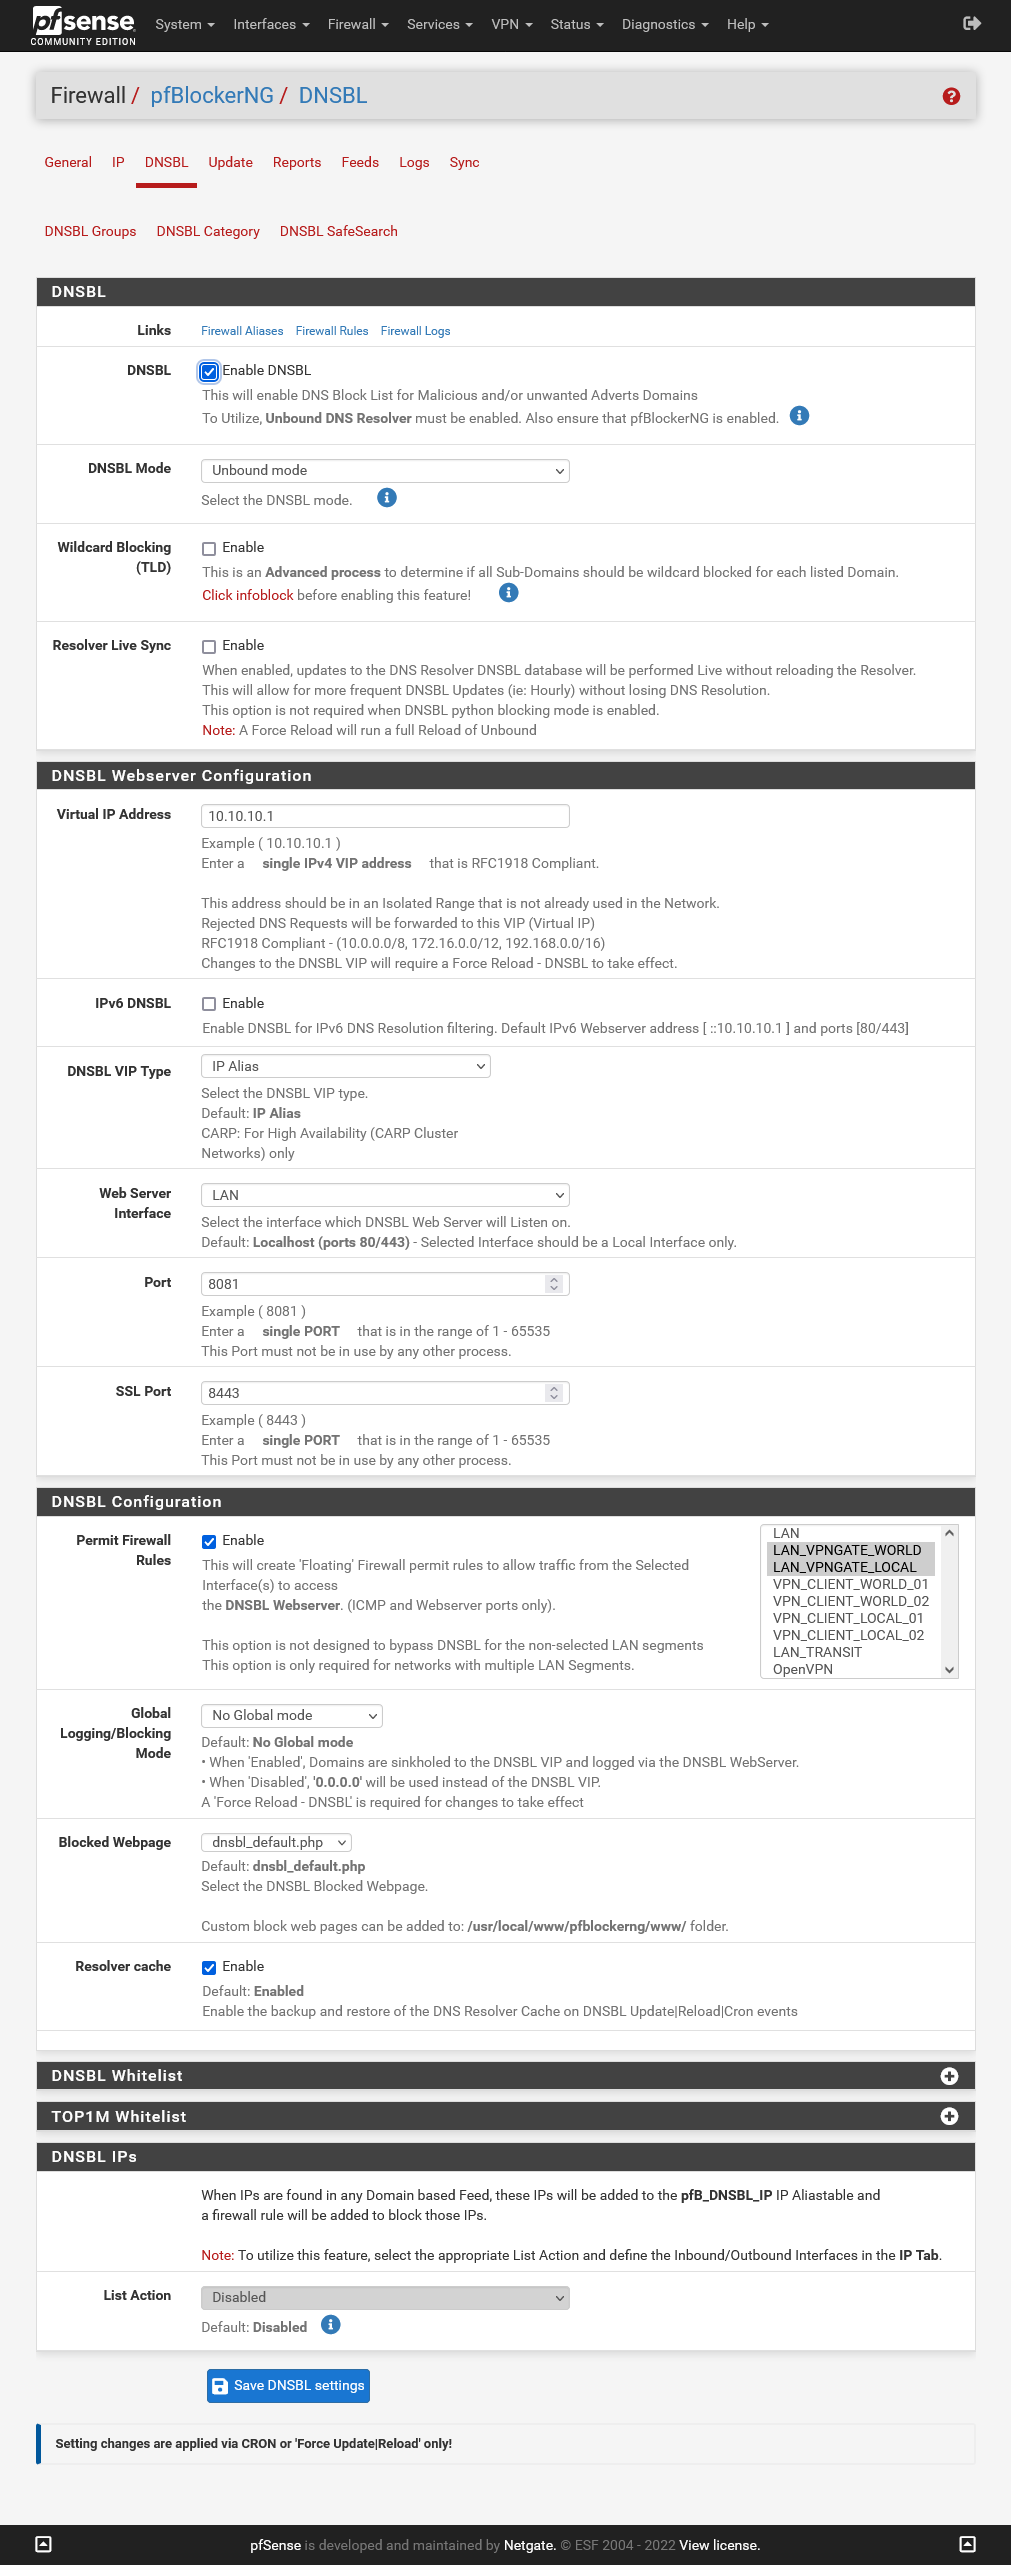 pfsense COMMUNITY EDITION System Interfaces Firewall Services VPN Status Diagnostics Help
Firewall / pfBlockerNG / DNSBL
General IP DNSBL Update Reports Feeds Logs Sync
DNSBL Groups DNSBL Category DNSBL SafeSearch
DNSBL
Links Firewall Aliases Firewall Rules Firewall Logs
DNSBL Enable DNSBL
This will enable DNS Block List for Malicious and/or unwanted Adverts Domains
To Utilize, Unbound DNS Resolver must be enabled. Also ensure that pfBlockerNG is enabled.
DNSBL Mode Unbound mode
Select the DNSBL mode.
Wildcard Blocking (TLD) Enable
This is an Advanced process to determine if all Sub-Domains should be wildcard blocked for each listed Domain.
Click infoblock before enabling this feature!
Resolver Live Sync Enable
When enabled, updates to the DNS Resolver DNSBL database will be performed Live without reloading the Resolver.
This will allow for more frequent DNSBL Updates (ie: Hourly) without losing DNS Resolution.
This option is not required when DNSBL python blocking mode is enabled.
Note: A Force Reload will run a full Reload of Unbound
DNSBL Webserver Configuration
Virtual IP Address 10.10.10.1
Example ( 10.10.10.1 )
Enter a single IPv4 VIP address that is RFC1918 Compliant.
This address should be in an Isolated Range that is not already used in the Network.
Rejected DNS Requests will be forwarded to this VIP (Virtual IP)
RFC1918 Compliant - (10.0.0.0/8, 172.16.0.0/12, 192.168.0.0/16)
Changes to the DNSBL VIP will require a Force Reload - DNSBL to take effect.
IPv6 DNSBL Enable
Enable DNSBL for IPv6 DNS Resolution filtering. Default IPv6 Webserver address [ ::10.10.10.1 ] and ports [80/443]
DNSBL VIP Type IP Alias
Select the DNSBL VIP type.
Default: IP Alias
CARP: For High Availability (CARP Cluster
Networks) only
Web Server Interface LAN
Select the interface which DNSBL Web Server will Listen on.
Default: Localhost (ports 80/443) - Selected Interface should be a Local Interface only.
Port 8081
Example ( 8081 )
Enter a single PORT that is in the range of 1 - 65535
This Port must not be in use by any other process.
SSL Port 8443
Example ( 8443 )
Enter a single PORT that is in the range of 1 - 65535
This Port must not be in use by any other process.
DNSBL Configuration
Permit Firewall Rules Enable
This will create 'Floating' Firewall permit rules to allow traffic from the Selected
Interface(s) to access
the DNSBL Webserver. (ICMP and Webserver ports only).
This option is not designed to bypass DNSBL for the non-selected LAN segments
This option is only required for networks with multiple LAN Segments.
LAN
LAN_VPNGATE_WORLD
LAN_VPNGATE_LOCAL
VPN_CLIENT_WORLD_01
VPN_CLIENT_WORLD_02
VPN_CLIENT_LOCAL_01
VPN_CLIENT_LOCAL_02
LAN_TRANSIT
OpenVPN
Global Logging/Blocking Mode No Global mode
Default: No Global mode
• When 'Enabled', Domains are sinkholed to the DNSBL VIP and logged via the DNSBL WebServer.
• When 'Disabled', '0.0.0.0' will be used instead of the DNSBL VIP.
A 'Force Reload - DNSBL' is required for changes to take effect
Blocked Webpage dnsbl_default.php
Default: dnsbl_default.php
Select the DNSBL Blocked Webpage.
Custom block web pages can be added to: /usr/local/www/pfblockerng/www/ folder.
Resolver cache Enable
Default: Enabled
Enable the backup and restore of the DNS Resolver Cache on DNSBL Update|Reload|Cron events
DNSBL Whitelist
TOP1M Whitelist
DNSBL IPs
When IPs are found in any Domain based Feed, these IPs will be added to the pfB_DNSBL_IP IP Aliastable and
a firewall rule will be added to block those IPs.
Note: To utilize this feature, select the appropriate List Action and define the Inbound/Outbound Interfaces in the IP Tab.
List Action Disabled
Default: Disabled
Save DNSBL settings
Setting changes are applied via CRON or 'Force Update|Reload' only!
pfSense is developed and maintained by Netgate. © ESF 2004 - 2022 View license.